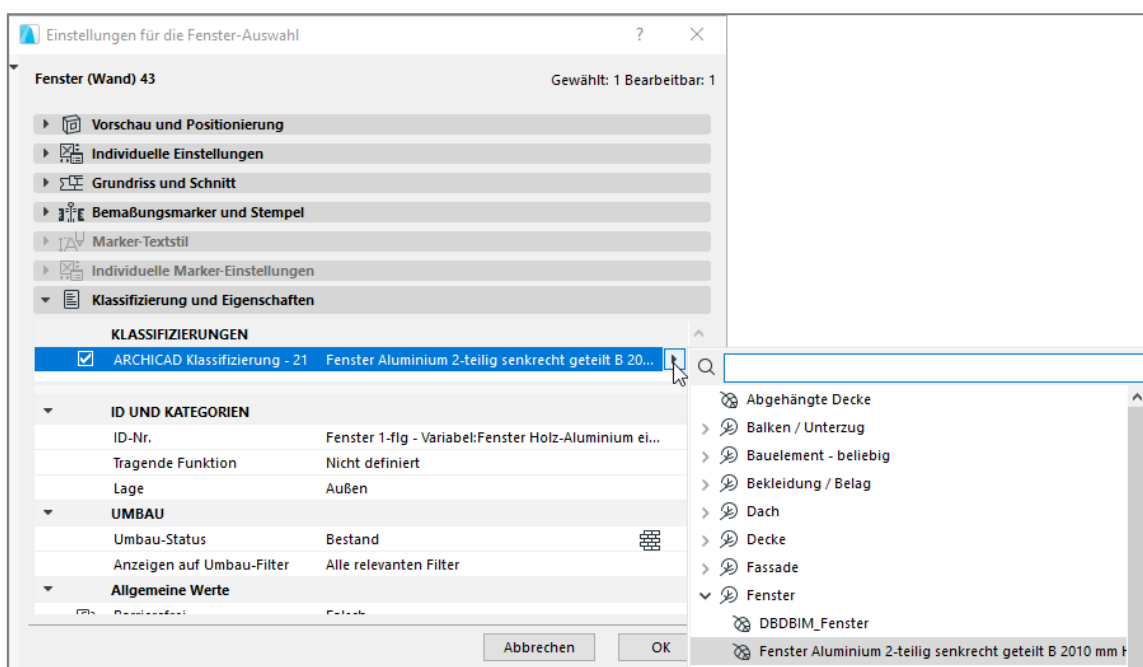 Einstellungen für die Fenster-Auswahl ? ×
Fenster (Wand) 43 Gewählt: 1 Bearbeitbar: 1
Vorschau und Positionierung
Individuelle Einstellungen
Grundriss und Schnitt
Bemaßungsmarker und Stempel
Marker-Textstil
Individuelle Marker-Einstellungen
Klassifizierung und Eigenschaften
KLASSIFIZIERUNGEN
ARCHICAD Klassifizierung - 21 Fenster Aluminium 2-teilig senkrecht geteilt B 20...
ID UND KATEGORIEN
ID-Nr. Fenster 1-flg - Variabel:Fenster Holz-Aluminium ei...
Tragende Funktion Nicht definiert
Lage Außen
UMBAU
Umbau-Status Bestand
Anzeigen auf Umbau-Filter Alle relevanten Filter
Allgemeine Werte
Abbrechen OK
Abgehängte Decke
Balken / Unterzug
Bauelement - beliebig
Bekleidung / Belag
Dach
Decke
Fassade
Fenster
DBDBIM_Fenster
Fenster Aluminium 2-teilig senkrecht geteilt B 2010 mm